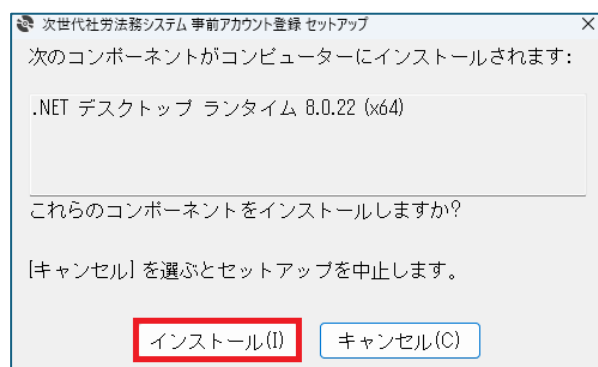 次世代社労法務システム 事前アカウント登録 セットアップ
次のコンポーネントがコンピューターにインストールされます:
.NET デスクトップ ランタイム 8.0.22 (x64)
これらのコンポーネントをインストールしますか?
[キャンセル] を選ぶとセットアップを中止します。
インストール(I)
キャンセル(C)